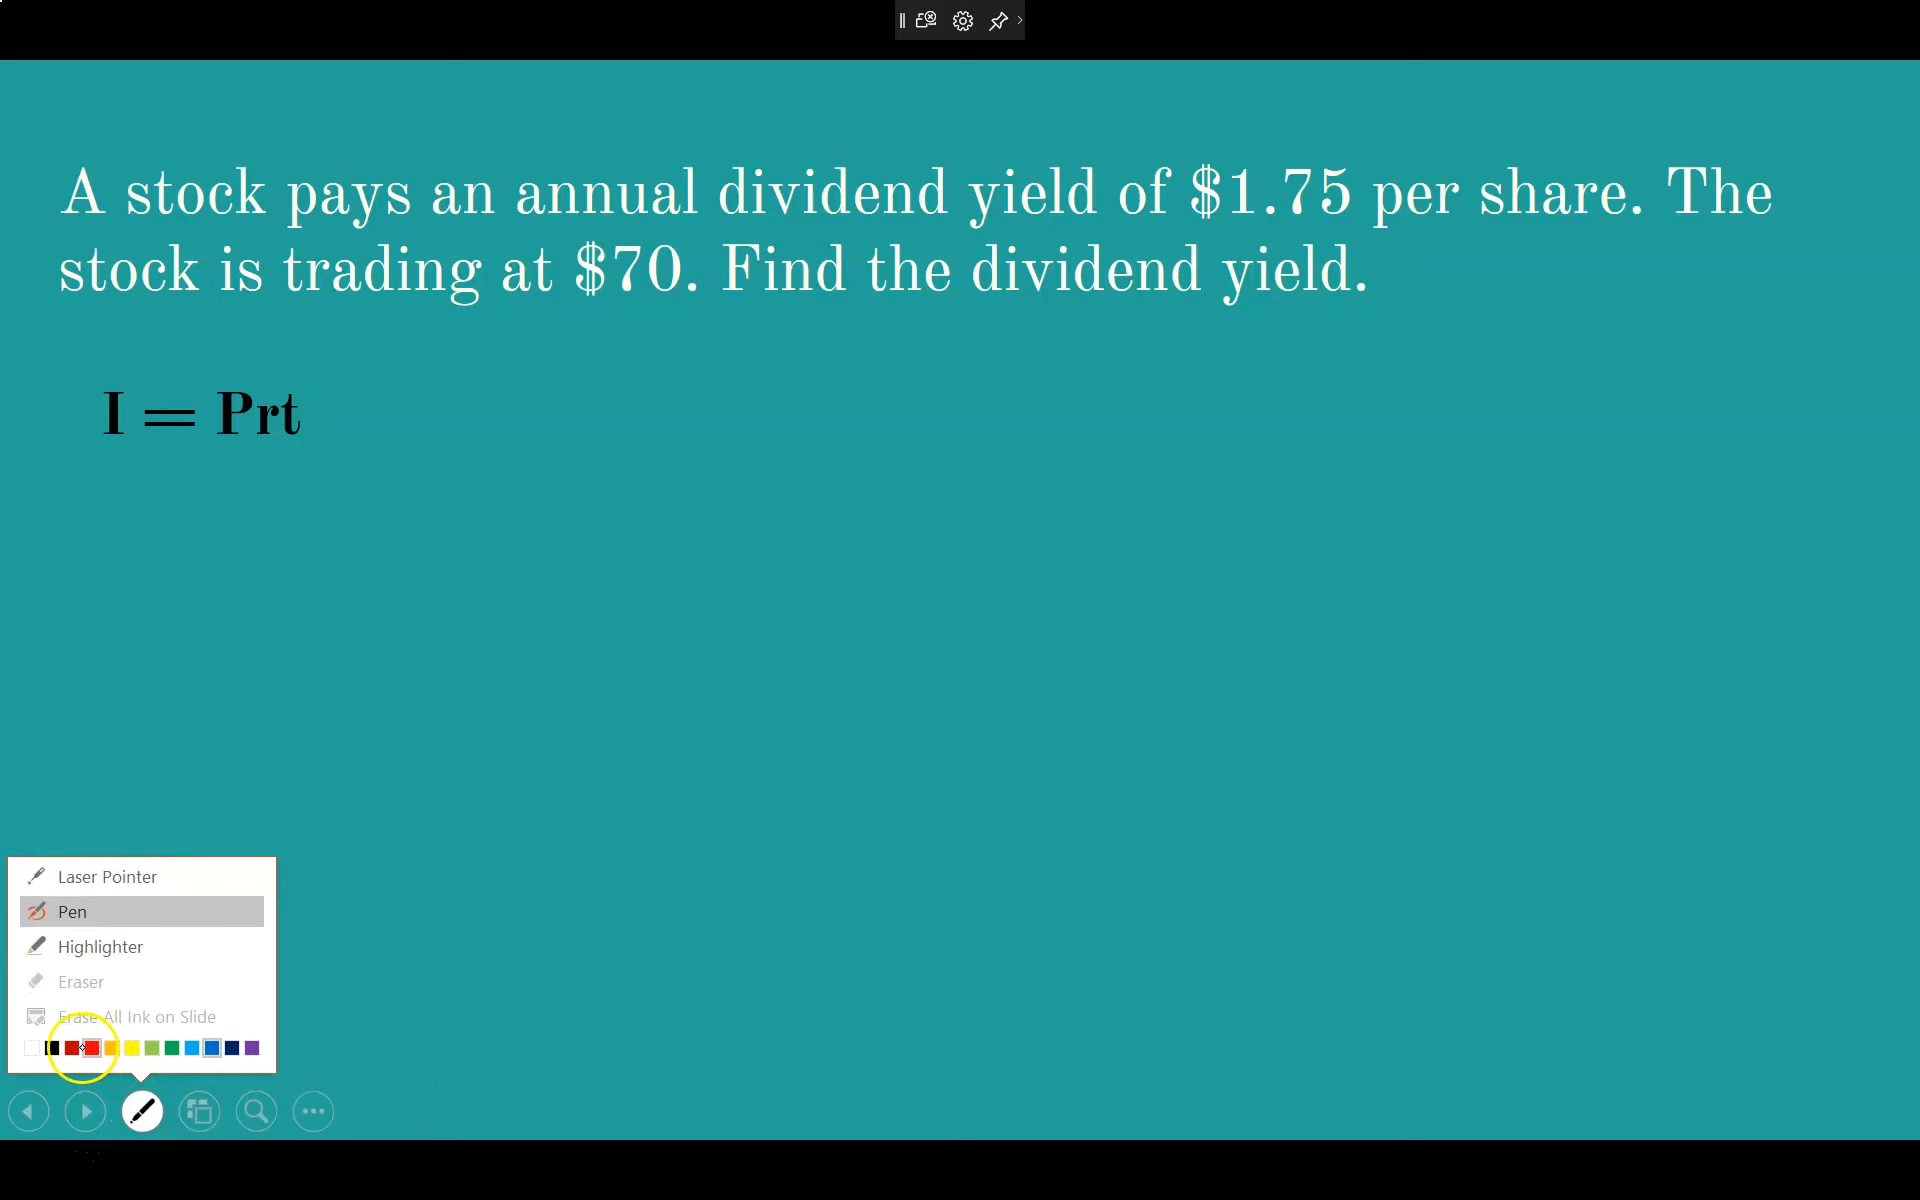 A stock pays an annual dividend yield of $1.75 per share. The
stock is trading at $70. Find the dividend yield.
I = Prt
Laser Pointer
Pen
Highlighter
Eraser
Erase All Ink on Slide